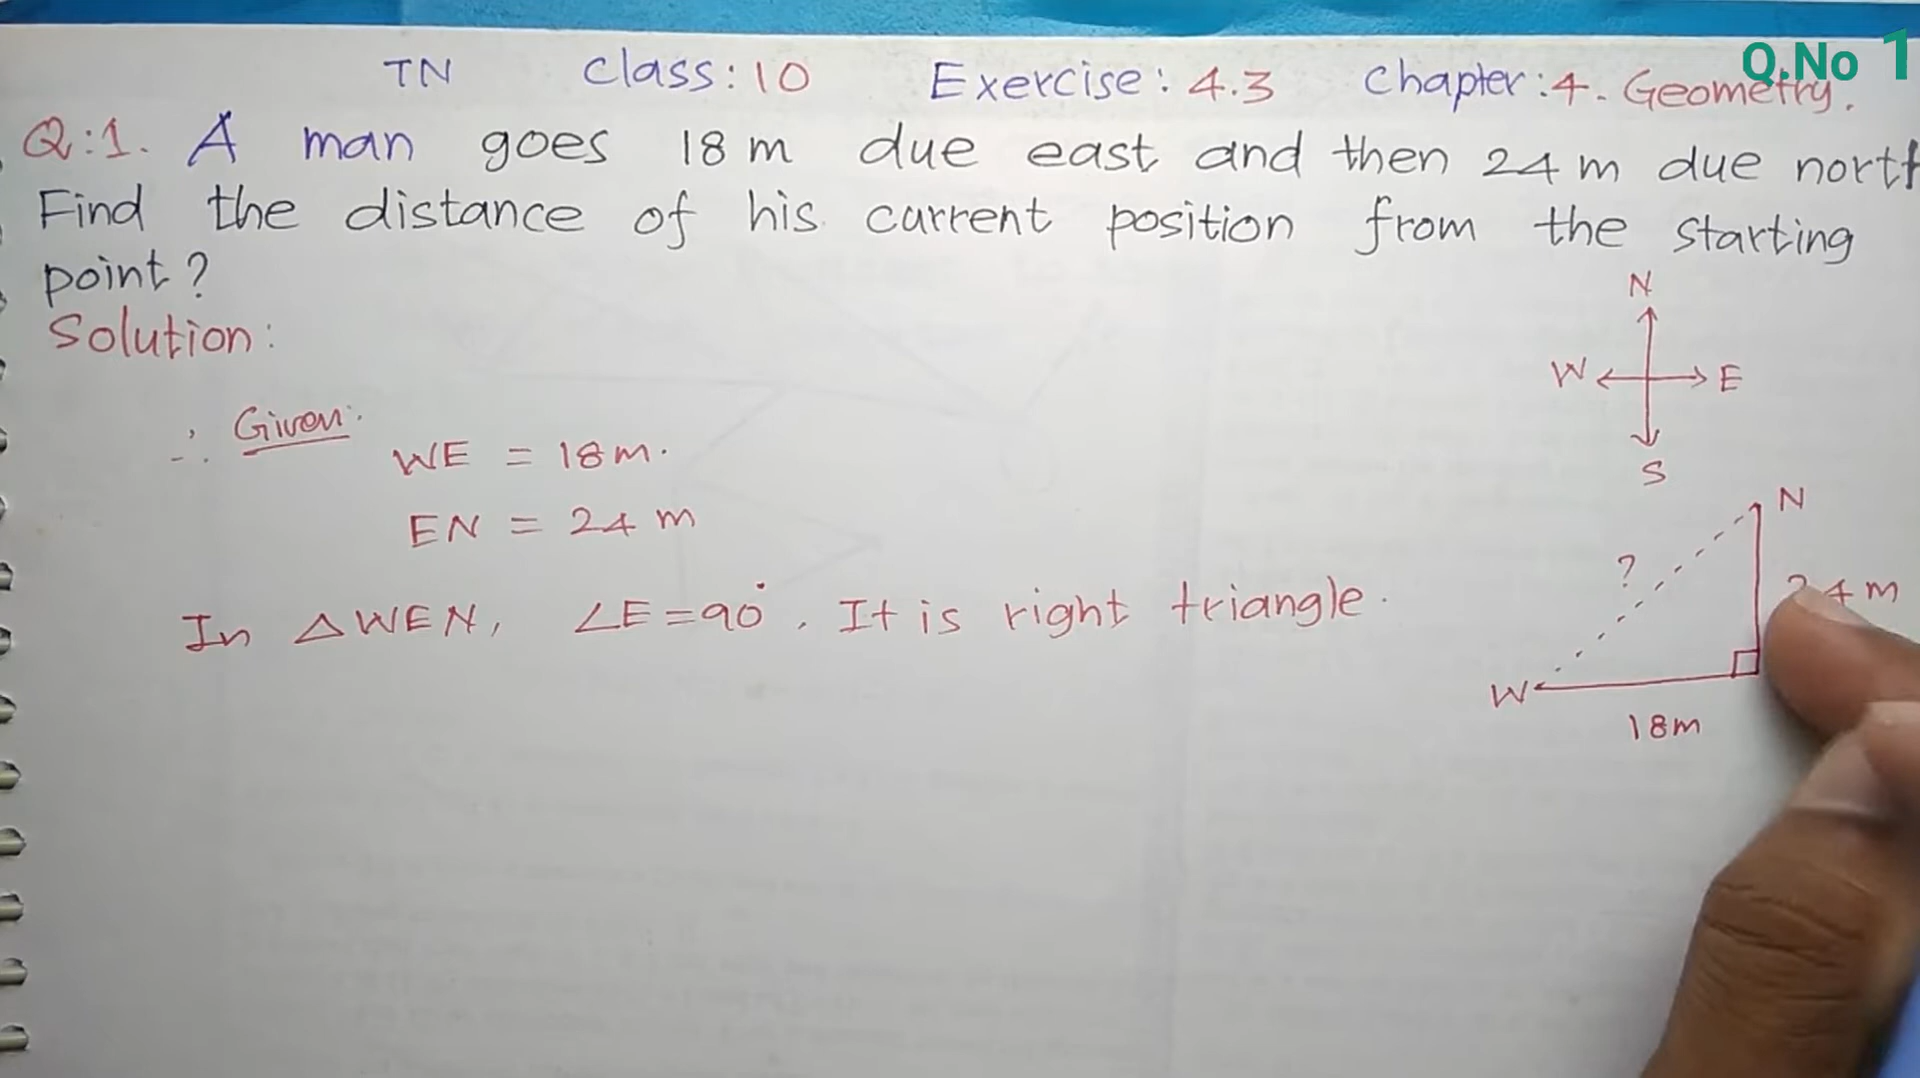 Q.No 1
TN Class:10 Exercise: 4.3 Chapter:4. Geometry.
Q:1. A man goes 18 m due east and then 24 m due north
Find the distance of his current position from the starting
point?
Solution:
N
W E
S
∴ Given:
WE = 18m.
EN = 24 m
In △WEN, ∠E=90°. It is right triangle.
N
?
24 m
W
18m